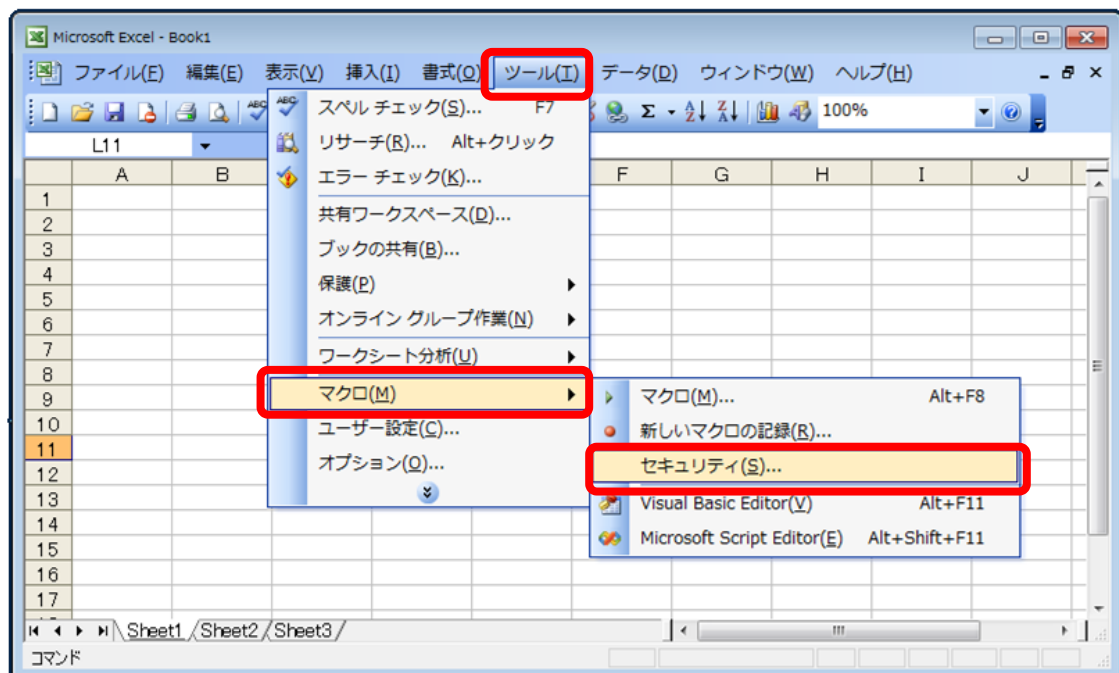 Microsoft Excel - Book1
ファイル(F) 編集(E) 表示(V) 挿入(I) 書式(O) ツール(T) データ(D) ウィンドウ(W) ヘルプ(H)
100%
L11
A B F G H I J
スペル チェック(S)... F7
リサーチ(R)... Alt+クリック
エラー チェック(K)...
共有ワークスペース(D)...
ブックの共有(B)...
保護(P)
オンライン グループ作業(N)
ワークシート分析(U)
マクロ(M)
ユーザー設定(C)...
オプション(O)...
マクロ(M)... Alt+F8
新しいマクロの記録(R)...
セキュリティ(S)...
Visual Basic Editor(V) Alt+F11
Microsoft Script Editor(E) Alt+Shift+F11
1
2
3
4
5
6
7
8
9
10
11
12
13
14
15
16
17
Sheet1 Sheet2 Sheet3
コマンド